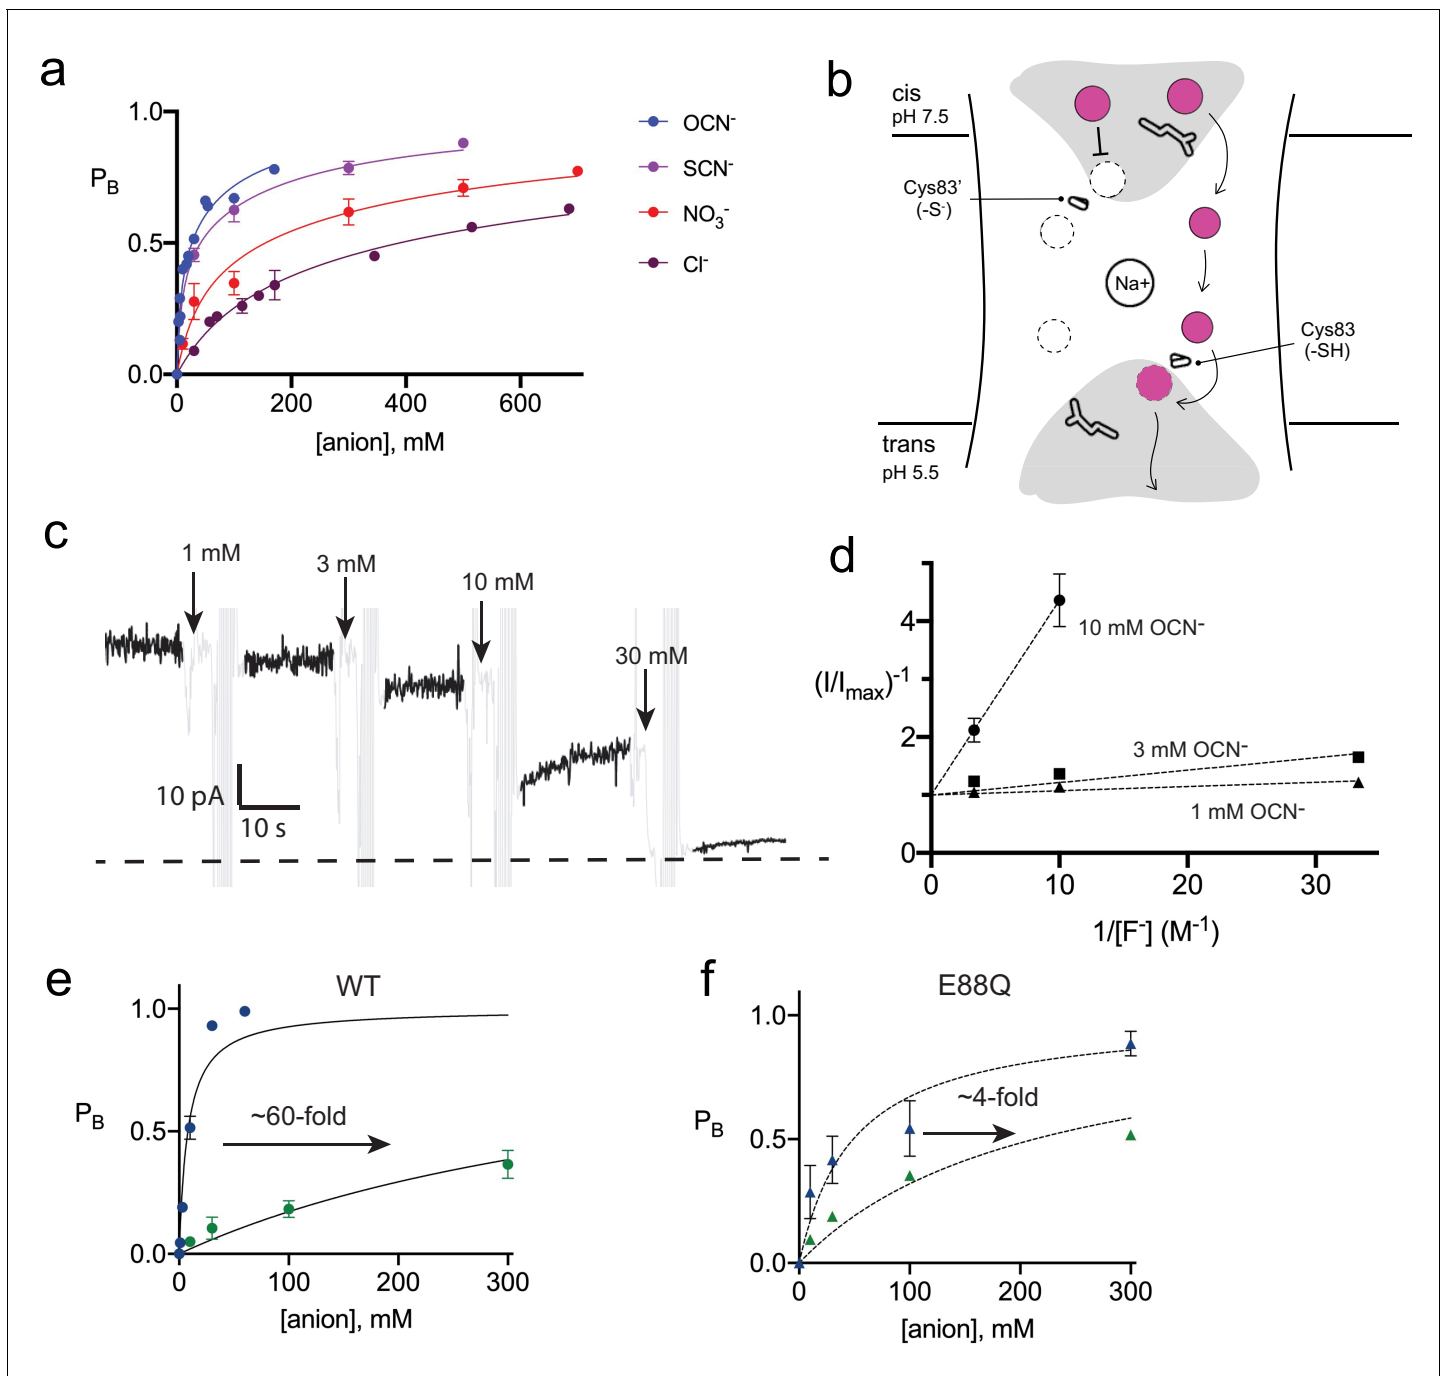 a
1.0
0.5
0.0
P_B
0
200
400
600
[anion], mM
OCN⁻
SCN⁻
NO₃⁻
Cl⁻
b
cis
pH 7.5
Cys83'
(-S⁻)
Na+
Cys83
(-SH)
trans
pH 5.5
c
1 mM
3 mM
10 mM
30 mM
10 pA
10 s
d
4
2
0
(I/I_max)⁻¹
10 mM OCN⁻
3 mM OCN⁻
1 mM OCN⁻
0
10
20
30
1/[F⁻] (M⁻¹)
e
WT
1.0
0.5
0.0
P_B
~60-fold
0
100
200
300
[anion], mM
f
E88Q
1.0
0.5
0.0
P_B
~4-fold
0
100
200
300
[anion], mM